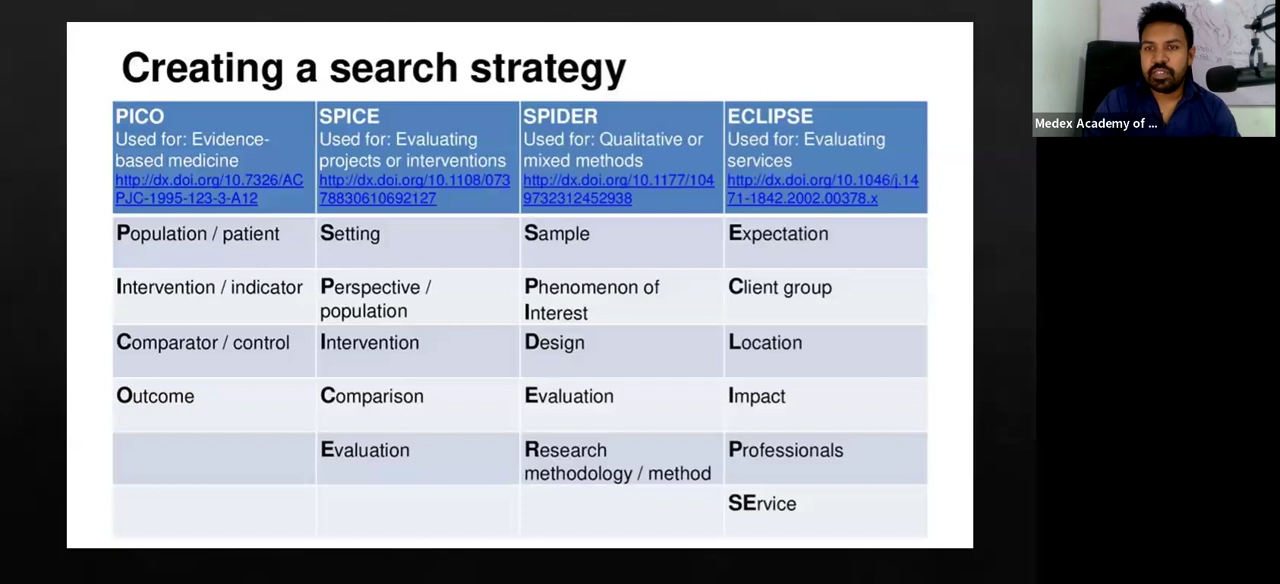 Creating a search strategy
PICO
Used for: Evidence-
based medicine
http://dx.doi.org/10.7326/AC
PJC-1995-123-3-A12
SPICE
Used for: Evaluating
projects or interventions
http://dx.doi.org/10.1108/073
78830610692127
SPIDER
Used for: Qualitative or
mixed methods
http://dx.doi.org/10.1177/104
9732312452938
ECLIPSE
Used for: Evaluating
services
http://dx.doi.org/10.1046/j.14
71-1842.2002.00378.x
Population / patient
Setting
Sample
Expectation
Intervention / indicator
Perspective /
population
Phenomenon of
Interest
Client group
Comparator / control
Intervention
Design
Location
Outcome
Comparison
Evaluation
Impact
Evaluation
Research
methodology / method
Professionals
SErvice
Medex Academy of ...